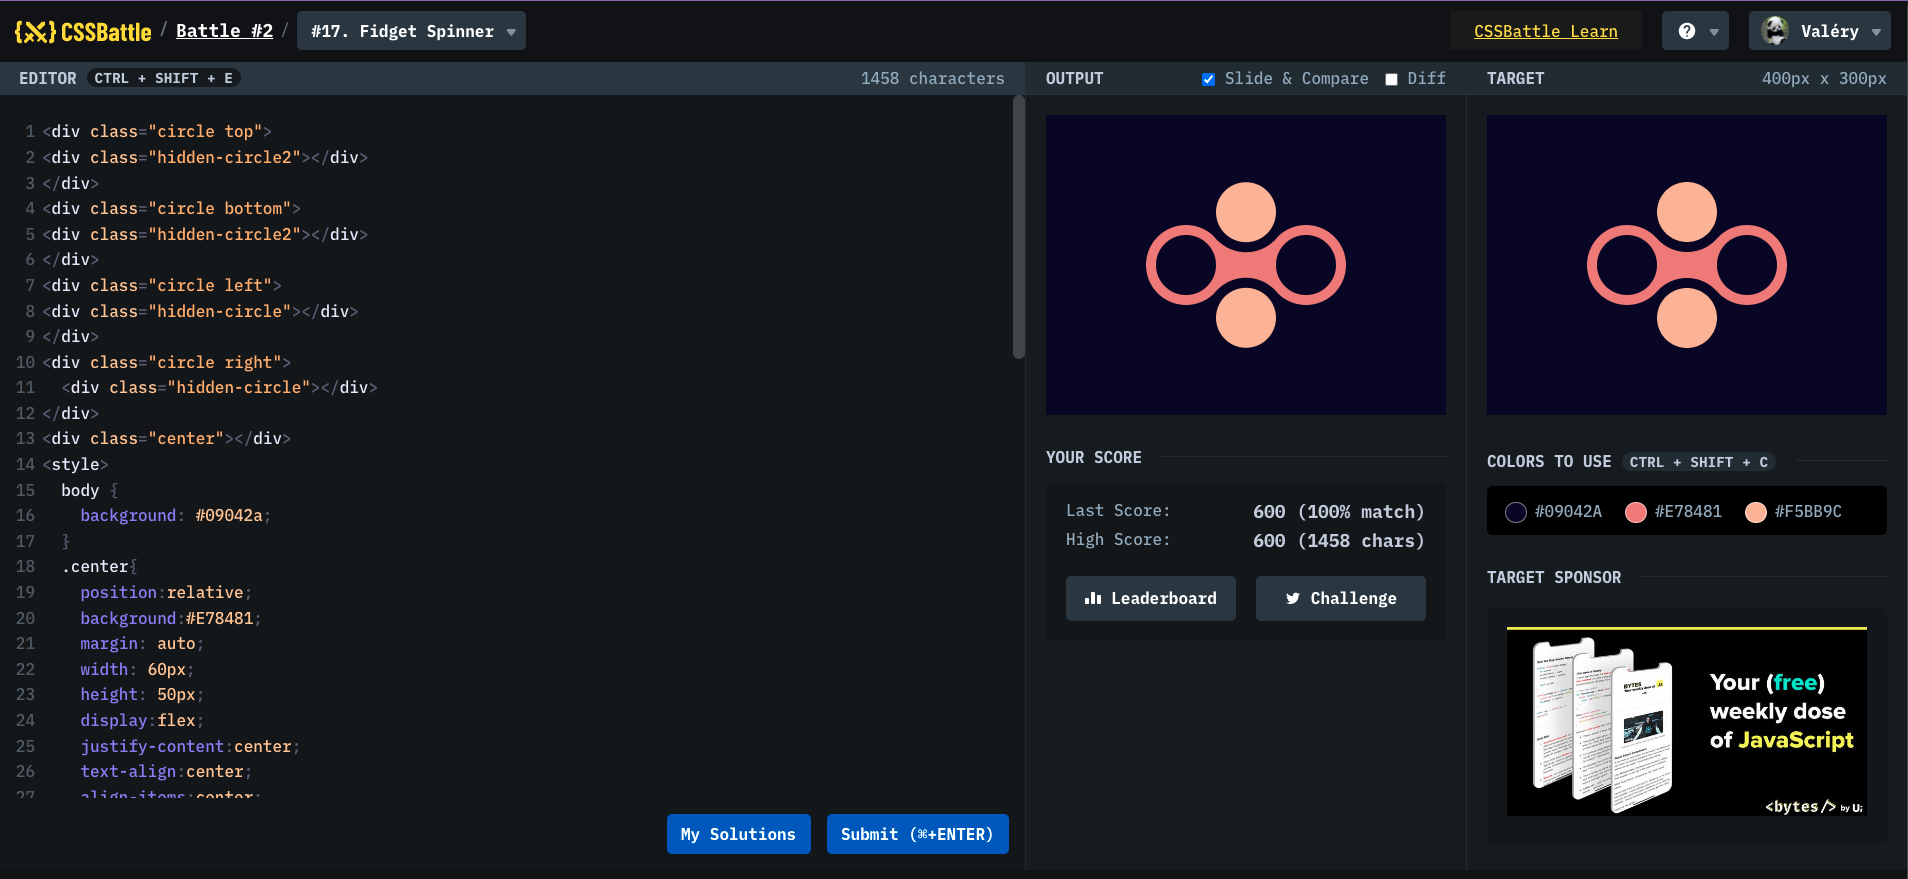 {X} CSSBattle / Battle #2 / #17. Fidget Spinner
CSSBattle Learn
?
Valéry
EDITOR CTRL + SHIFT + E
1458 characters
1 <div class="circle top">
2 <div class="hidden-circle2"></div>
3 </div>
4 <div class="circle bottom">
5 <div class="hidden-circle2"></div>
6 </div>
7 <div class="circle left">
8 <div class="hidden-circle"></div>
9 </div>
10 <div class="circle right">
11   <div class="hidden-circle"></div>
12 </div>
13 <div class="center"></div>
14 <style>
15   body {
16     background: #09042a;
17   }
18   .center{
19     position:relative;
20     background:#E78481;
21     margin: auto;
22     width: 60px;
23     height: 50px;
24     display:flex;
25     justify-content:center;
26     text-align:center;
27     align-items:center;
My Solutions
Submit (⌘+ENTER)
OUTPUT
Slide & Compare
Diff
YOUR SCORE
Last Score: 600 (100% match)
High Score: 600 (1458 chars)
Leaderboard
Challenge
TARGET
400px x 300px
COLORS TO USE CTRL + SHIFT + C
#09042A #E78481 #F5BB9C
TARGET SPONSOR
Your (free)
weekly dose
of JavaScript
<bytes/> by U;